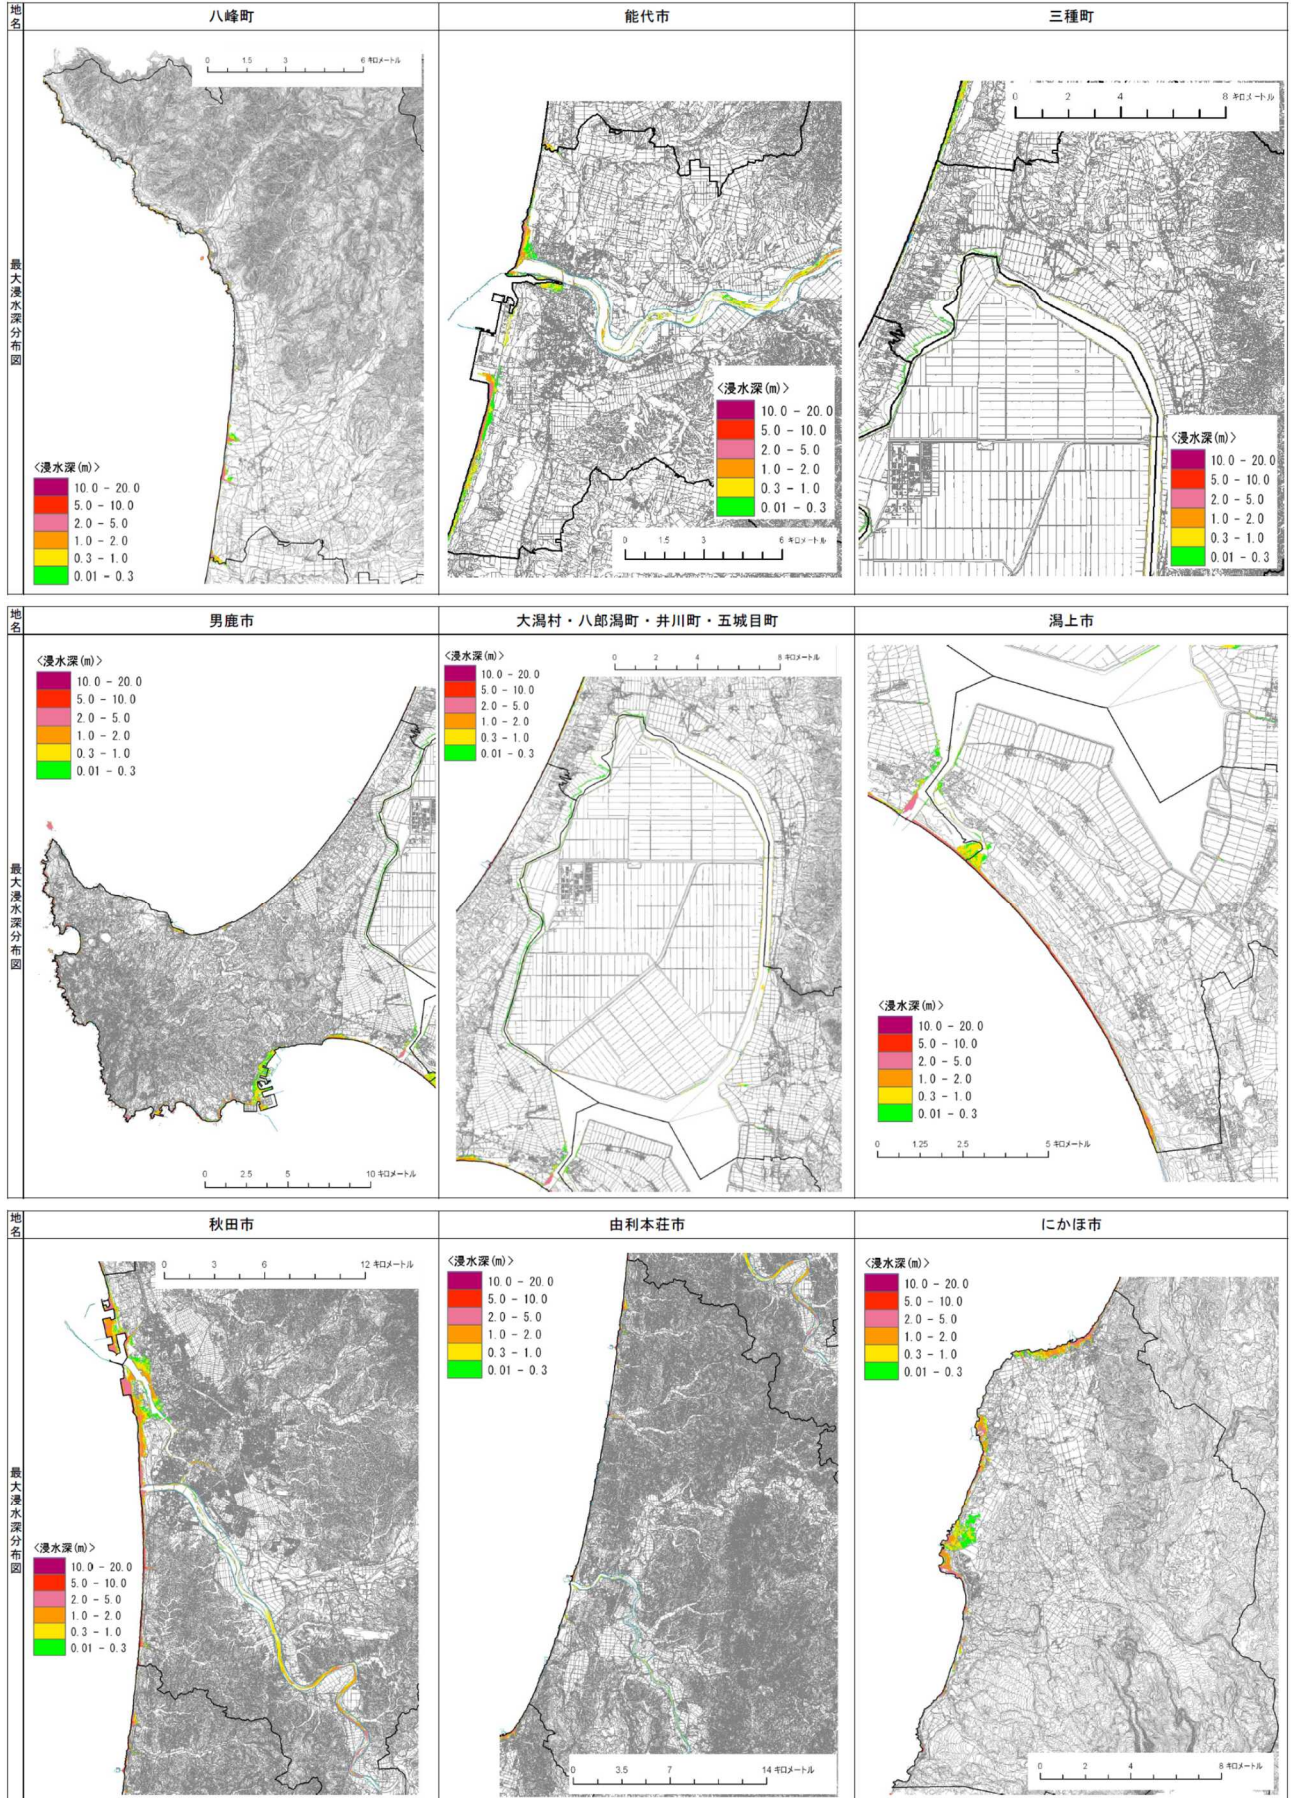 地名
八峰町
能代市
三種町
最大浸水深分布図
0 1.5 3 6 キロメートル
<浸水深(m)>
10.0 - 20.0
5.0 - 10.0
2.0 - 5.0
1.0 - 2.0
0.3 - 1.0
0.01 - 0.3
<浸水深(m)>
10.0 - 20.0
5.0 - 10.0
2.0 - 5.0
1.0 - 2.0
0.3 - 1.0
0.01 - 0.3
0 1.5 3 6 キロメートル
0 2 4 8 キロメートル
<浸水深(m)>
10.0 - 20.0
5.0 - 10.0
2.0 - 5.0
1.0 - 2.0
0.3 - 1.0
0.01 - 0.3
地名
男鹿市
大潟村・八郎潟町・井川町・五城目町
潟上市
最大浸水深分布図
<浸水深(m)>
10.0 - 20.0
5.0 - 10.0
2.0 - 5.0
1.0 - 2.0
0.3 - 1.0
0.01 - 0.3
0 2.5 5 10 キロメートル
<浸水深(m)>
10.0 - 20.0
5.0 - 10.0
2.0 - 5.0
1.0 - 2.0
0.3 - 1.0
0.01 - 0.3
0 2 4 8 キロメートル
<浸水深(m)>
10.0 - 20.0
5.0 - 10.0
2.0 - 5.0
1.0 - 2.0
0.3 - 1.0
0.01 - 0.3
0 1.25 2.5 5 キロメートル
地名
秋田市
由利本荘市
にかほ市
最大浸水深分布図
0 3 6 12 キロメートル
<浸水深(m)>
10.0 - 20.0
5.0 - 10.0
2.0 - 5.0
1.0 - 2.0
0.3 - 1.0
0.01 - 0.3
<浸水深(m)>
10.0 - 20.0
5.0 - 10.0
2.0 - 5.0
1.0 - 2.0
0.3 - 1.0
0.01 - 0.3
0 3.5 7 14 キロメートル
<浸水深(m)>
10.0 - 20.0
5.0 - 10.0
2.0 - 5.0
1.0 - 2.0
0.3 - 1.0
0.01 - 0.3
0 2 4 8 キロメートル